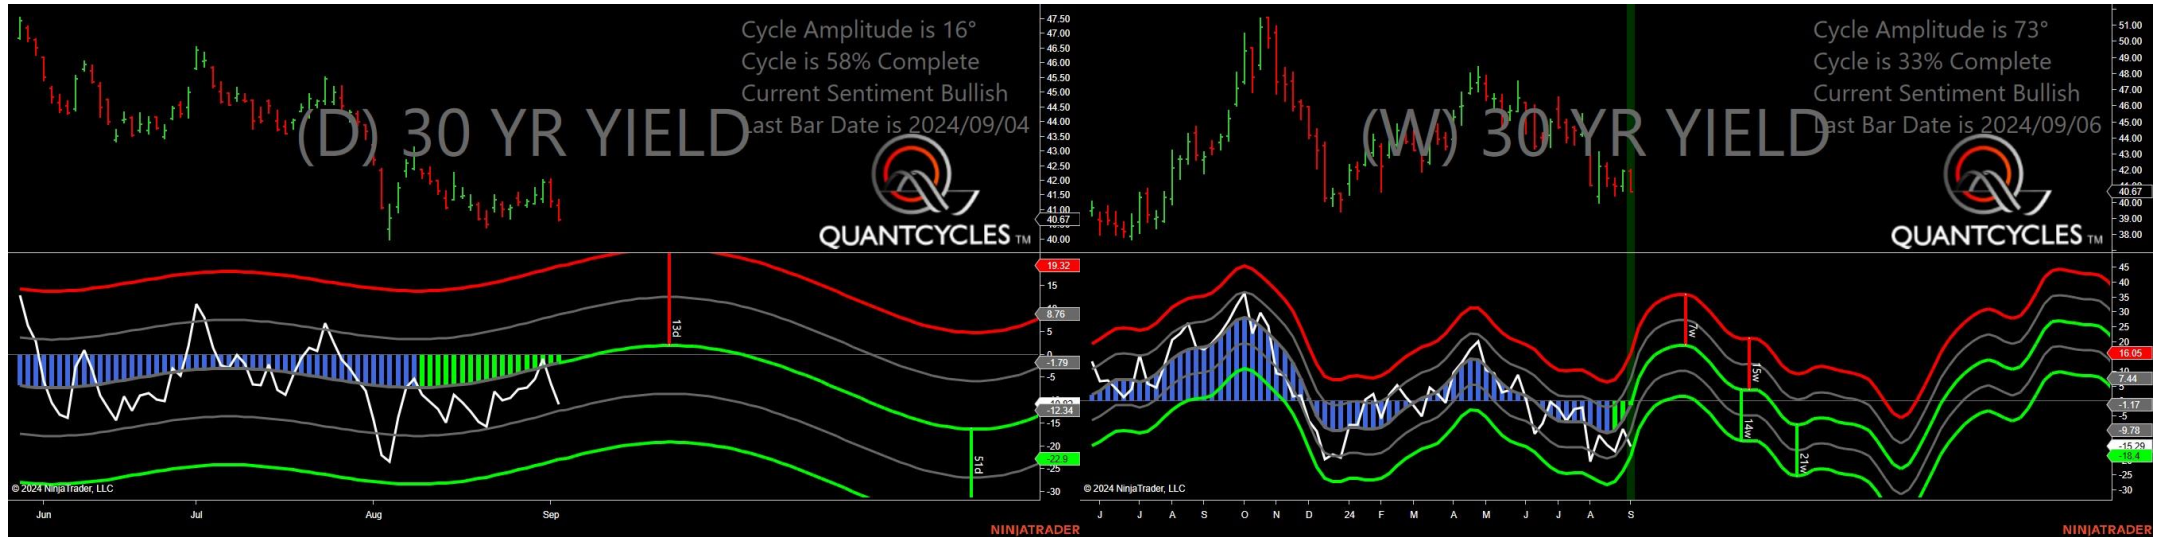 Cycle Amplitude is 16°
Cycle is 58% Complete
Current Sentiment Bullish
Last Bar Date is 2024/09/04
(D) 30 YR YIELD
QUANTCYCLES TM
47.50
47.00
46.50
46.00
45.50
45.00
44.50
44.00
43.50
43.00
42.50
42.00
41.50
41.00
40.67
40.00
19.32
15
8.76
5
-1.79
-5
-12.34
-15
-20
-22.9
-25
-30
13d
51d
© 2024 NinjaTrader, LLC
Jun Jul Aug Sep
NINJATRADER
Cycle Amplitude is 73°
Cycle is 33% Complete
Current Sentiment Bullish
Last Bar Date is 2024/09/06
(W) 30 YR YIELD
QUANTCYCLES TM
51.00
50.00
49.00
48.00
47.00
46.00
45.00
44.00
43.00
42.00
40.67
40.00
39.00
38.00
45
35
30
25
20
16.05
7.44
-1.17
-5
-9.78
-15.29
-18.4
-25
-30
7w
15w
14w
21w
© 2024 NinjaTrader, LLC
J J A S O N D 24 F M A M J J A S
NINJATRADER